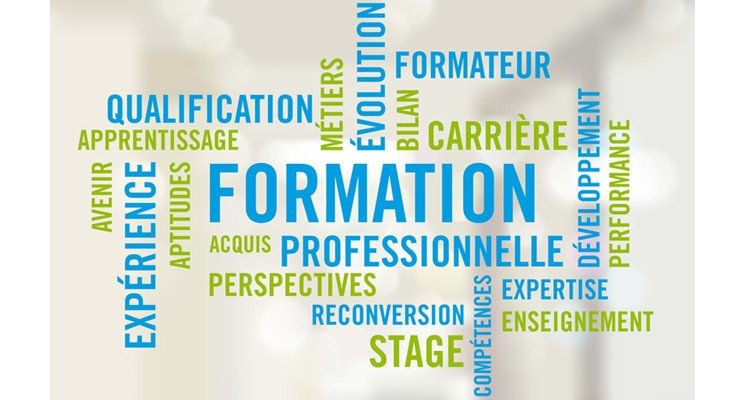 ÉVOLUTION
FORMATEUR
MÉTIERS
BILAN
QUALIFICATION
CARRIÈRE
DÉVELOPPEMENT
PERFORMANCE
APPRENTISSAGE
AVENIR
EXPÉRIENCE
APTITUDES
FORMATION
ACQUIS
PROFESSIONNELLE
PERSPECTIVES
COMPÉTENCES
EXPERTISE
RECONVERSION
ENSEIGNEMENT
STAGE